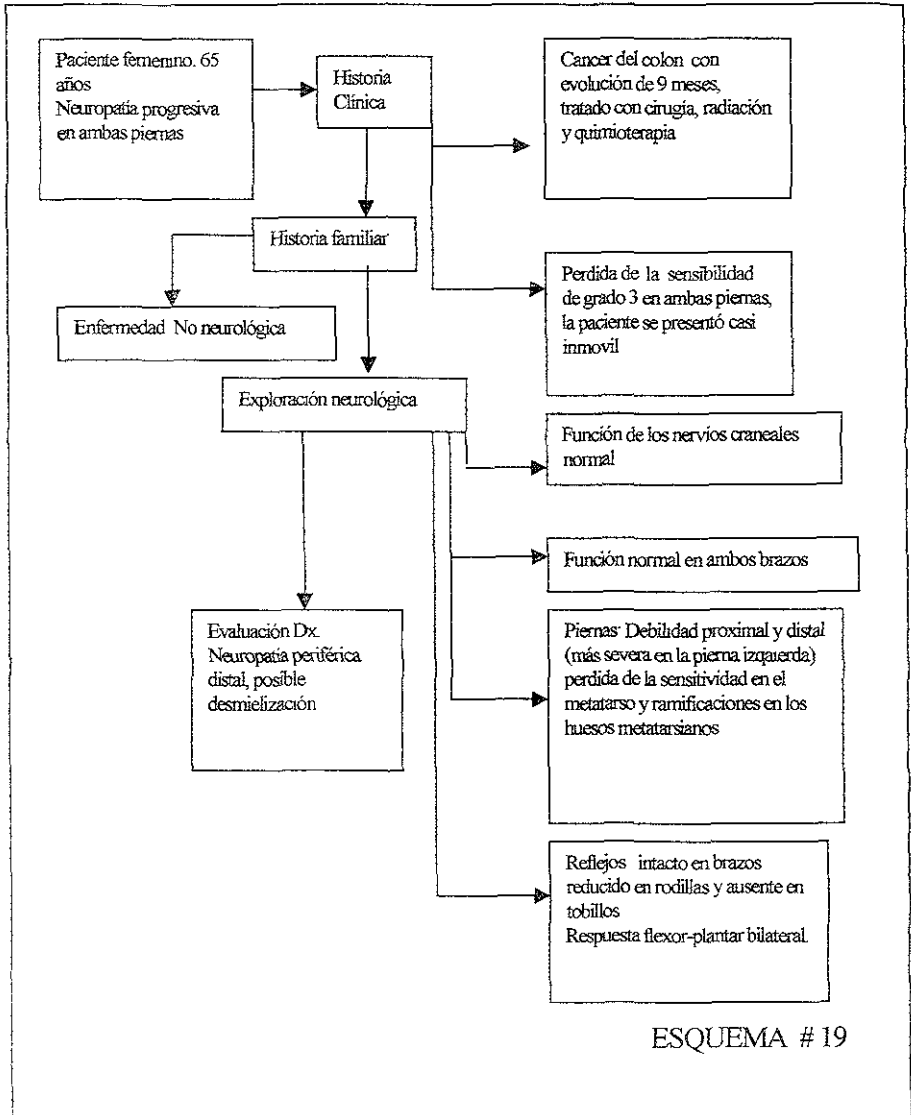 Paciente femenino. 65
años
Neuropatía progresiva
en ambas piernas
Historia
Clínica
Cancer del colon con
evolución de 9 meses,
tratado con cirugía, radiación
y quimioterapia
Historia familiar
Perdida de la sensibilidad
de grado 3 en ambas piernas,
la paciente se presentó casi
inmovil
Enfermedad No neurológica
Exploración neurológica
Función de los nervios craneales
normal
Función normal en ambos brazos
Evaluación Dx.
Neuropatía periférica
distal, posible
desmielización
Piernas: Debilidad proximal y distal
(más severa en la pierna izquierda)
perdida de la sensitividad en el
metatarso y ramificaciones en los
huesos metatarsianos
Reflejos intacto en brazos
reducido en rodillas y ausente en
tobillos
Respuesta flexor-plantar bilateral.
ESQUEMA # 19